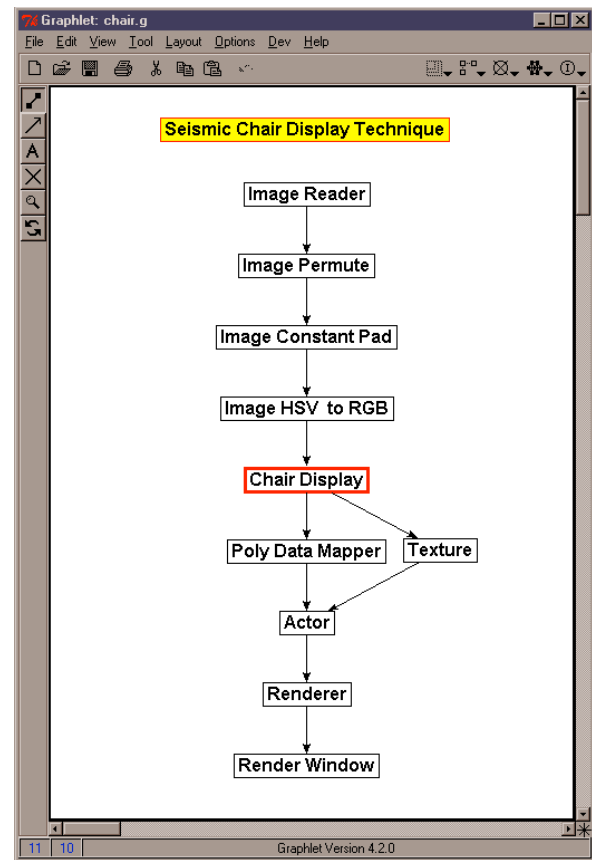 Graphlet: chair.g
File Edit View Tool Layout Options Dev Help
A
Seismic Chair Display Technique
Image Reader
Image Permute
Image Constant Pad
Image HSV to RGB
Chair Display
Poly Data Mapper
Texture
Actor
Renderer
Render Window
11 10 Graphlet Version 4.2.0